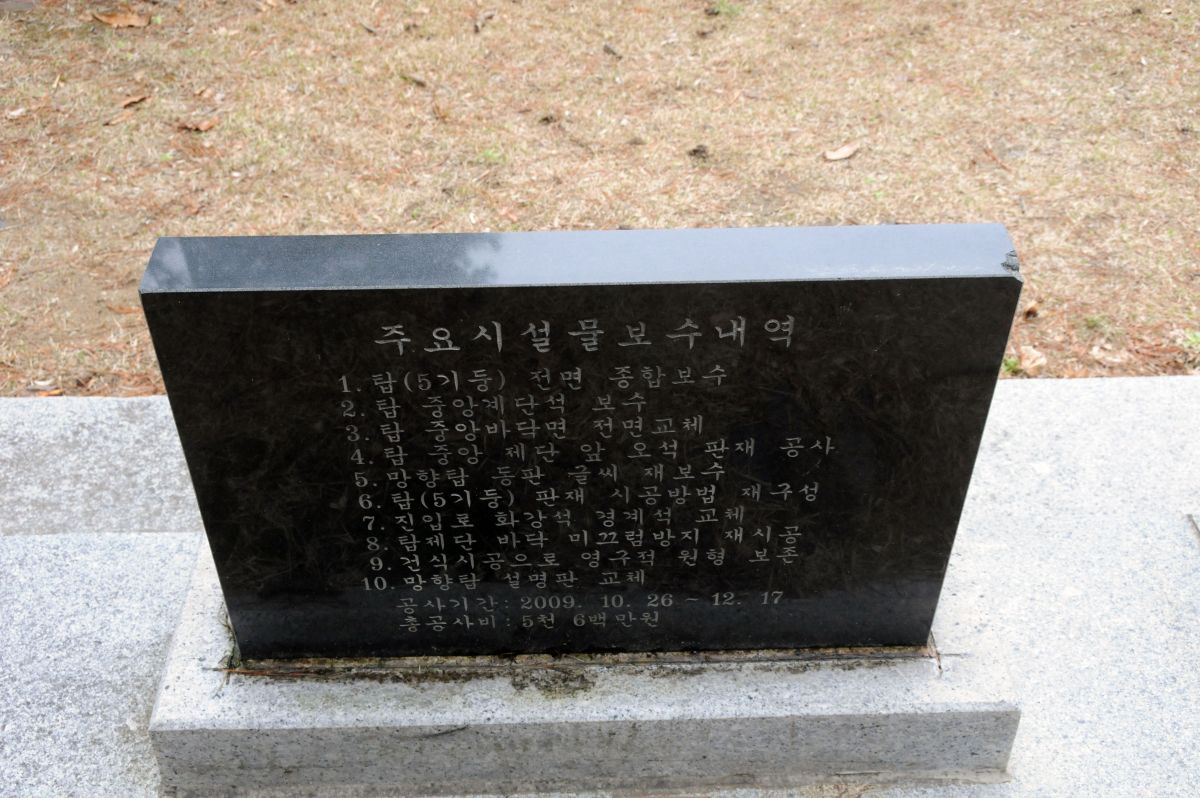 주요시설물보수내역
1. 탑(5기둥) 전면 종합보수
2. 탑 중앙계단석 보수
3. 탑 중앙바닥면 전면교체
4. 탑 중앙 제단 앞 오석 판재 공사
5. 망향탑 동판 글씨 재보수
6. 탑(5기둥) 판재 시공방법 재구성
7. 진입로 화강석 경계석 교체
8. 탑제단 바닥 미끄럼방지 재시공
9. 건식시공으로 영구적 원형 보존
10. 망향탑 설명판 교체
공사기간 : 2009. 10. 26 ~ 12. 17
총공사비 : 5천 6백만원